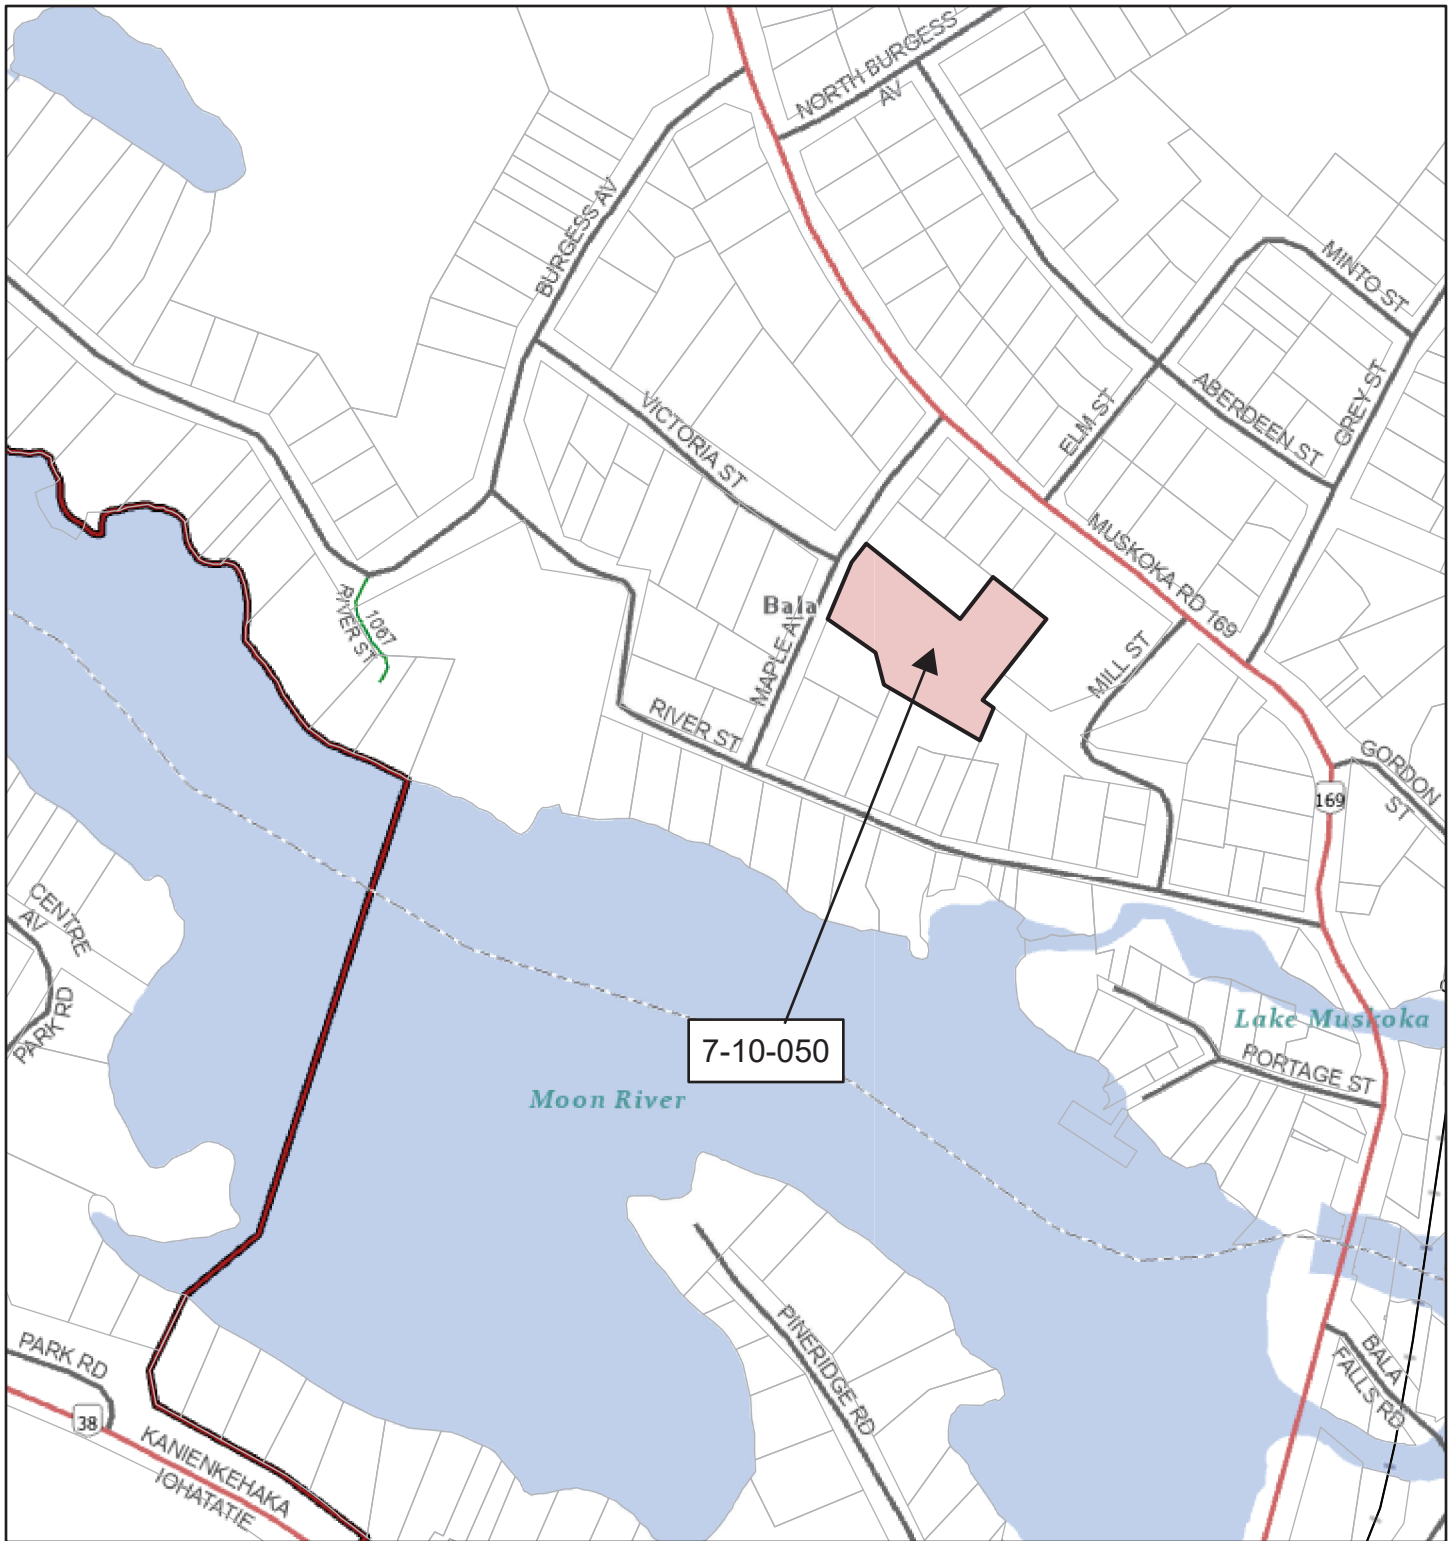 NORTH BURGESS
AV
BURGESS AV
MINTO ST
VICTORIA ST
ELM ST
ABERDEEN ST
GREY ST
MUSKOKA RD 169
1067
RIVER ST
Bala
MAPLE AV
MILL ST
RIVER ST
GORDON
ST
169
CENTRE
AV
PARK RD
Lake Muskoka
7-10-050
PORTAGE ST
Moon River
PINERIDGE RD
BALA
FALLS RD
PARK RD
38
KANIENKEHAKA
IOHATATIE